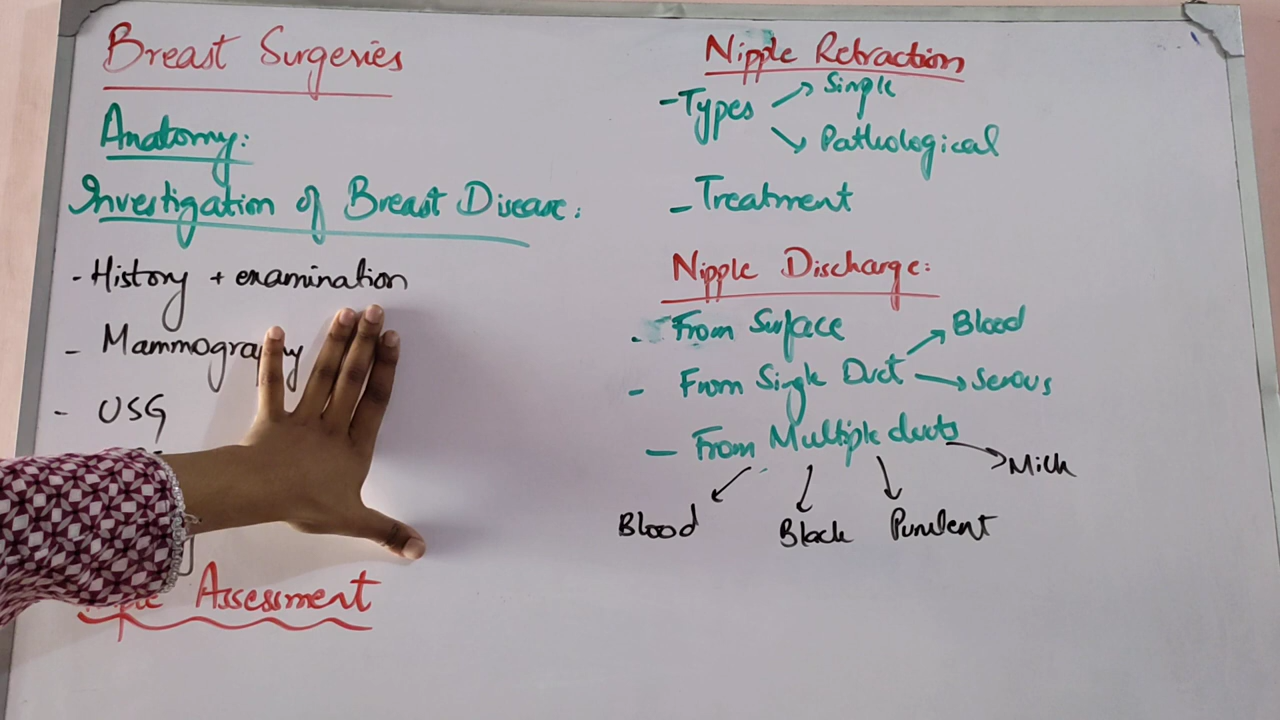 Breast Surgeries
Anatomy:
Investigation of Breast Disease:
- History + examination
- Mammography
- USG
Assessment
Nipple Retraction
- Types → Simple
→ Pathological
- Treatment
Nipple Discharge:
- From Surface
- From Single Duct → Blood
→ Serous
- From Multiple ducts
→ Milk
Blood Black Purulent